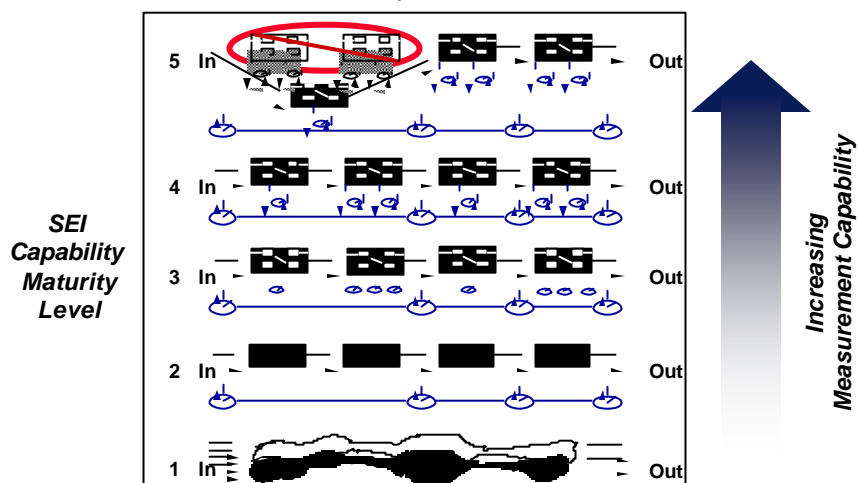 5 In Out
4 In Out
SEI
Capability
Maturity
Level
3 In Out
2 In Out
1 In Out
Increasing
Measurement Capability